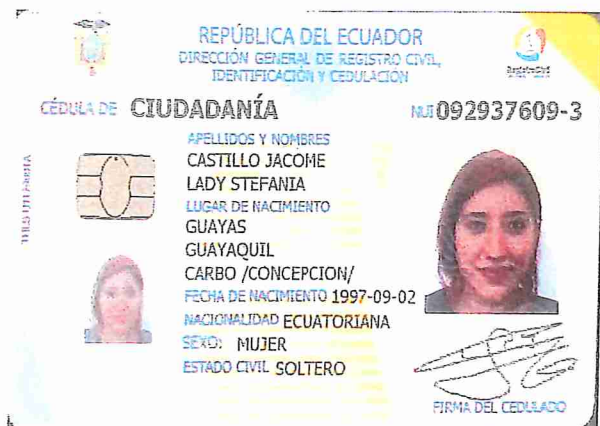 REPÚBLICA DEL ECUADOR
DIRECCIÓN GENERAL DE REGISTRO CIVIL,
IDENTIFICACIÓN Y CEDULACIÓN
CÉDULA DE CIUDADANÍA
NUI 092937609-3
APELLIDOS Y NOMBRES
CASTILLO JACOME
LADY STEFANIA
LUGAR DE NACIMIENTO
GUAYAS
GUAYAQUIL
CARBO /CONCEPCION/
FECHA DE NACIMIENTO 1997-09-02
NACIONALIDAD ECUATORIANA
SEXO: MUJER
ESTADO CIVIL SOLTERO
FIRMA DEL CEDULADO